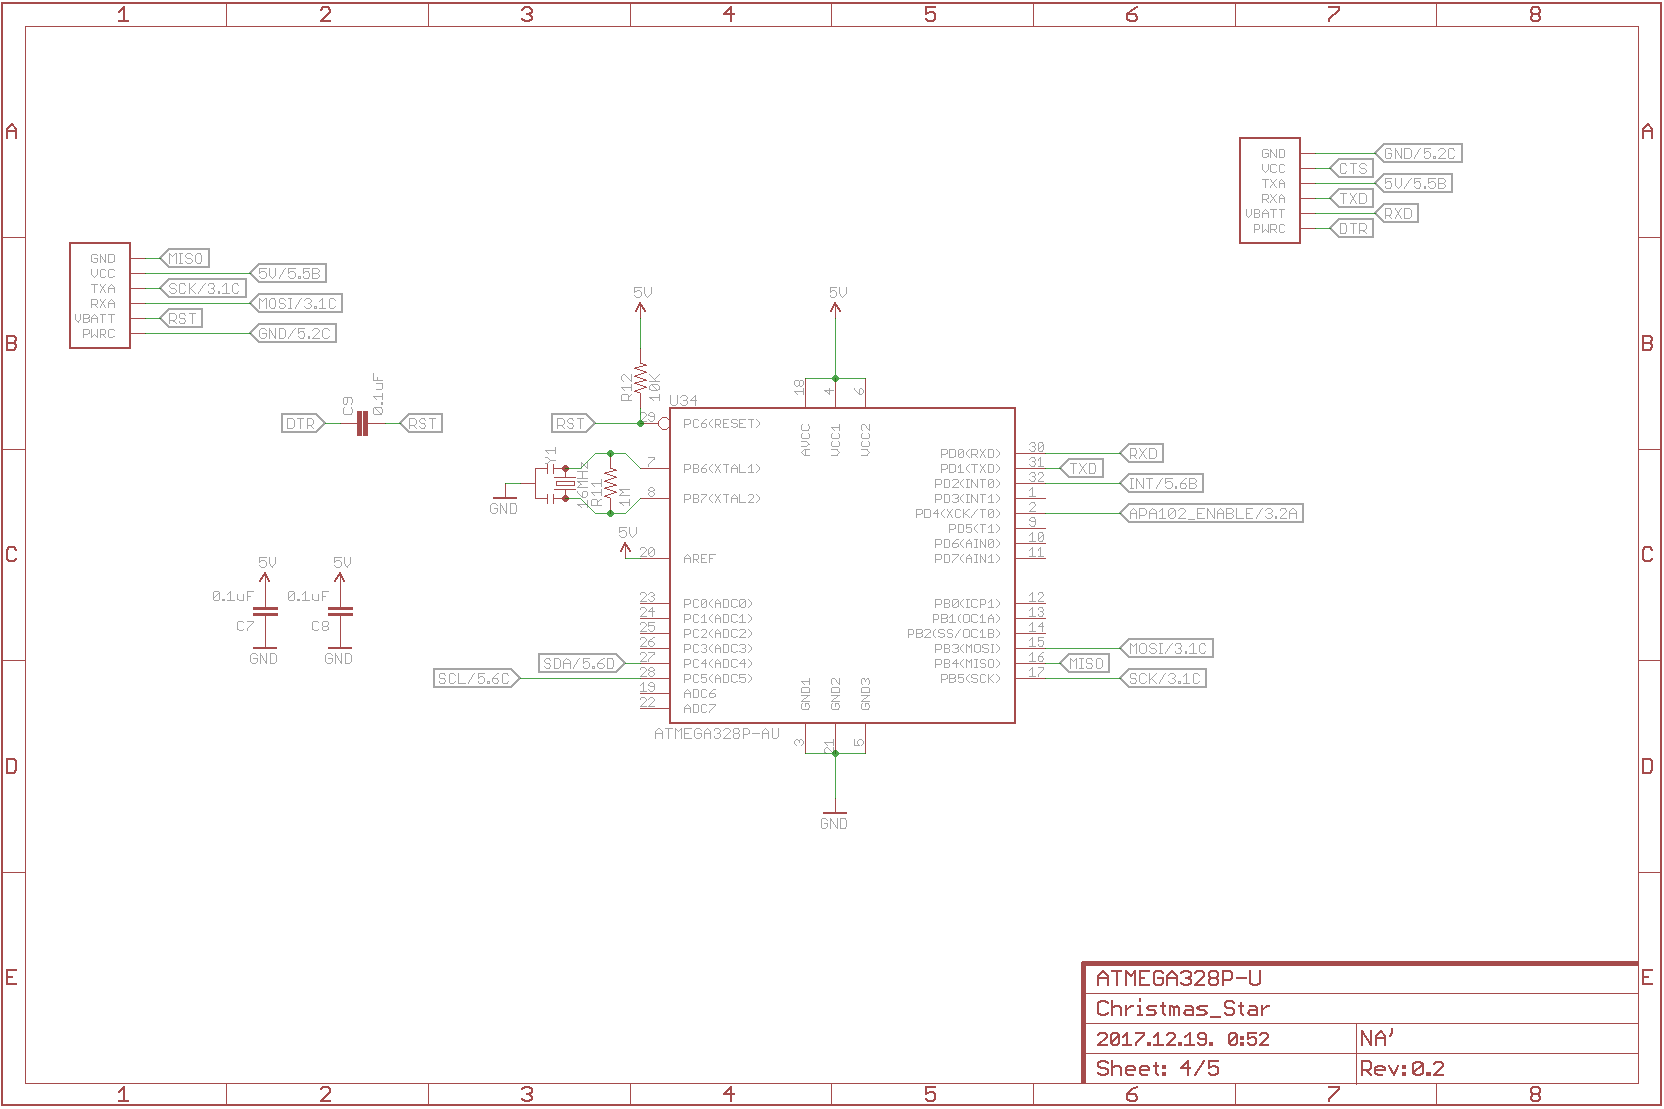 1 2 3 4 5 6 7 8
A A
GND GND/5.2C
VCC CTS
TXA 5V/5.5B
RXA TXD
VBATT RXD
PWRC DTR
GND MISO
VCC 5V/5.5B
TXA SCK/3.1C
RXA MOSI/3.1C
VBATT RST
PWRC GND/5.2C
B B
5V 5V
R12 10K
18 4 6
C9 0.1uF
DTR RST
U34
RST 29 PC6(RESET)
AVCC VCC1 VCC2
Y1
16MHz
R11 1M
GND
7 PB6(XTAL1)
8 PB7(XTAL2)
5V
20 AREF
PD0(RXD) 30 RXD
PD1(TXD) 31 TXD
PD2(INT0) 32 INT/5.6B
PD3(INT1) 1
PD4(XCK/T0) 2 APA102_ENABLE/3.2A
PD5(T1) 9
PD6(AIN0) 10
PD7(AIN1) 11
C C
5V 5V
0.1uF 0.1uF
C7 C8
GND GND
23 PC0(ADC0)
24 PC1(ADC1)
25 PC2(ADC2)
26 PC3(ADC3)
SDA/5.6D 27 PC4(ADC4)
SCL/5.6C 28 PC5(ADC5)
19 ADC6
22 ADC7
PB0(ICP1) 12
PB1(OC1A) 13
PB2(SS/OC1B) 14
PB3(MOSI) 15 MOSI/3.1C
PB4(MISO) 16 MISO
PB5(SCK) 17 SCK/3.1C
GND1 GND2 GND3
ATMEGA328P-AU
3 21 5
D D
GND
E E
ATMEGA328P-U
Christmas_Star
2017.12.19. 0:52 NA'
Sheet: 4/5 Rev:0.2
1 2 3 4 5 6 7 8